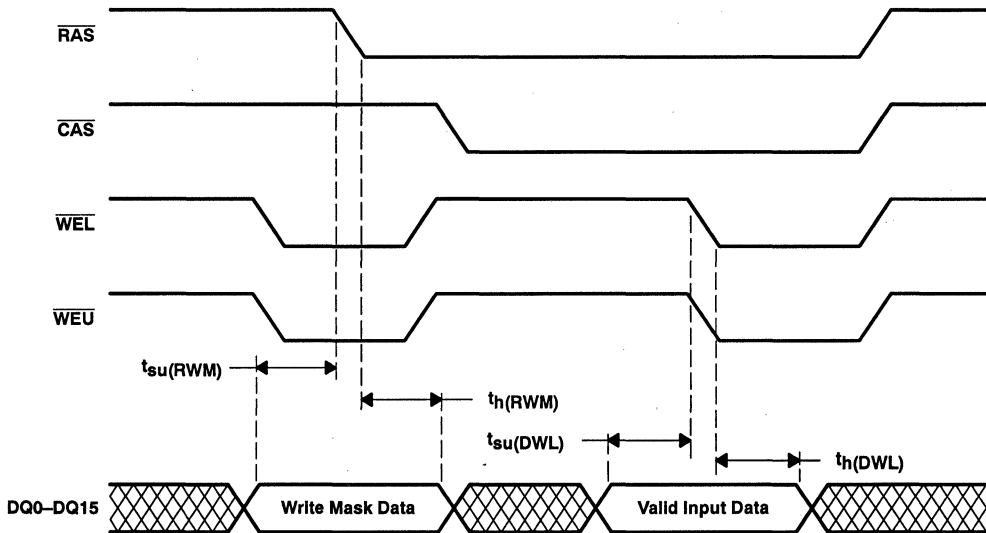 RAS
CAS
WEL
WEU
tsu(RWM)
th(RWM)
tsu(DWL)
th(DWL)
DQ0–DQ15
Write Mask Data
Valid Input Data